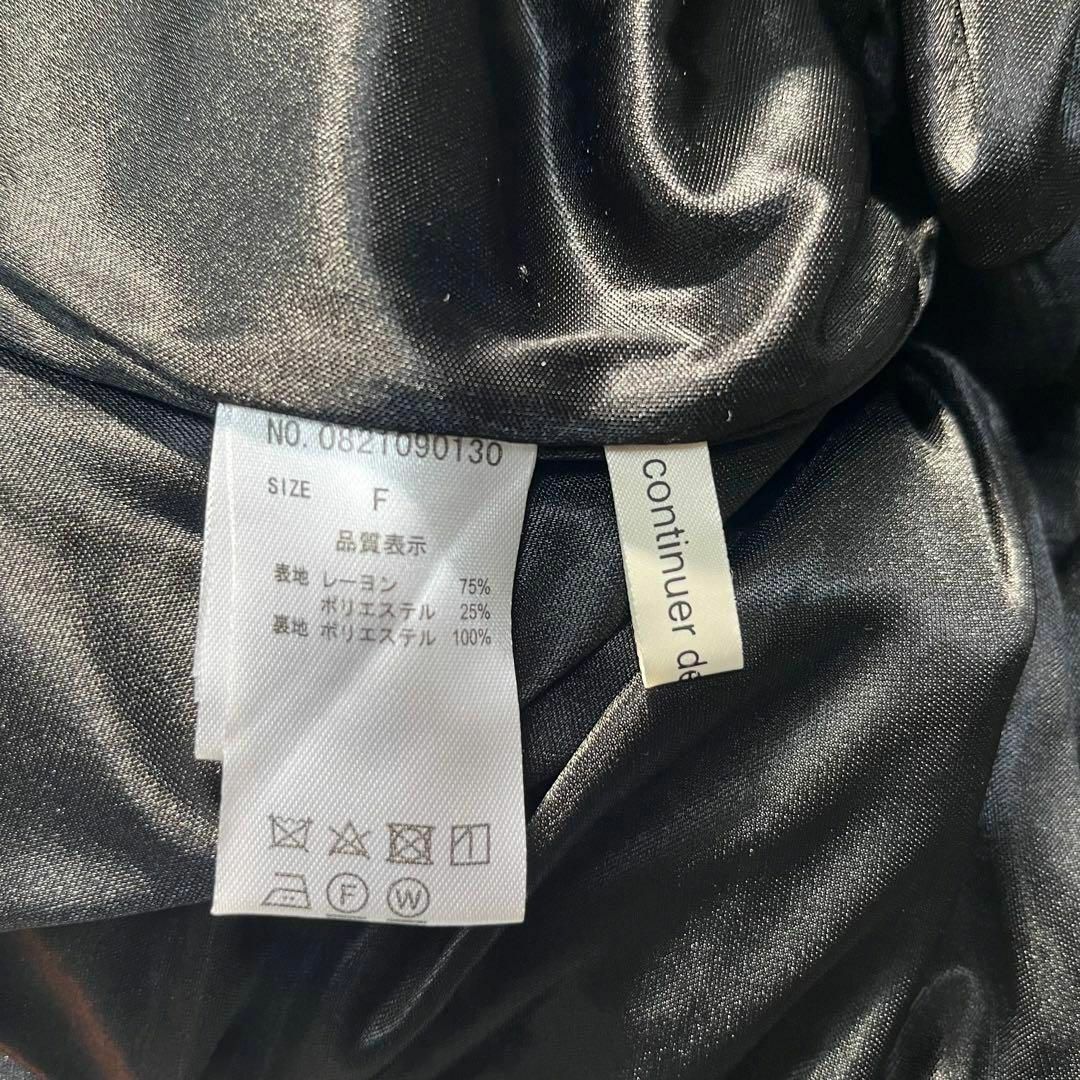 NO. 0821090130
SIZE F
品質表示
表地 レーヨン 75%
ポリエステル 25%
裏地 ポリエステル 100%
F W
continuer de